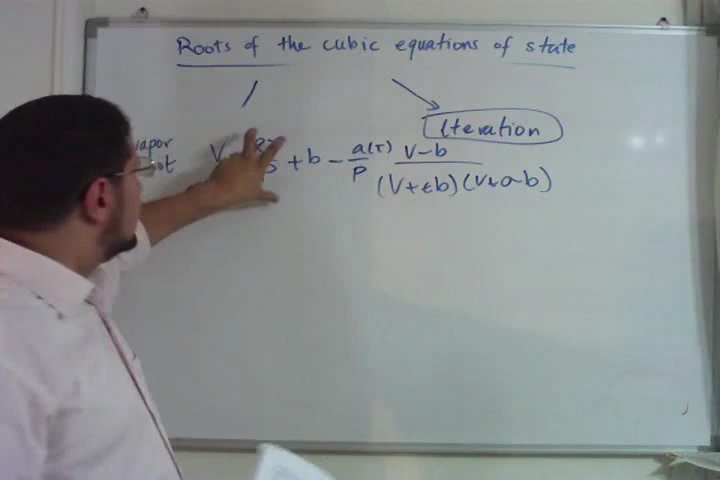 Roots of the cubic equations of state
Iteration
V + b - a(T)/P V-b/(V+εb)(V+σb)